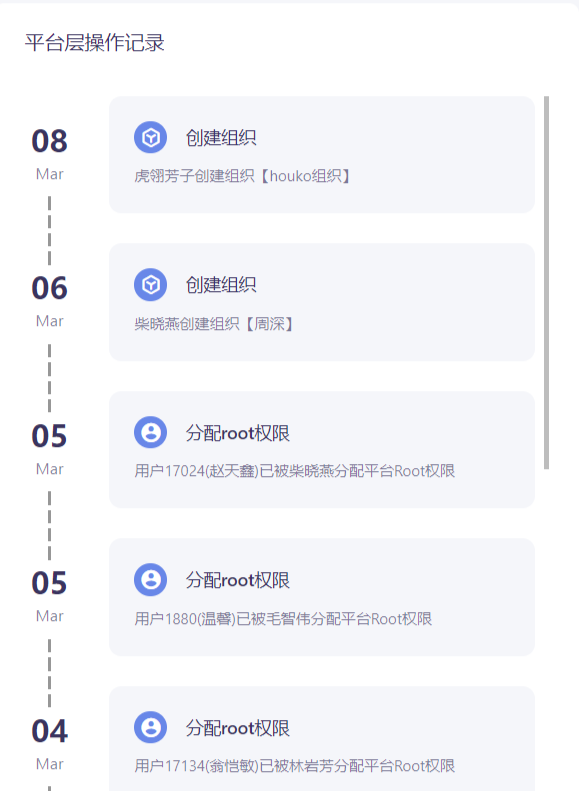 平台层操作记录
08
Mar
创建组织
虎翎芳子创建组织【houko组织】
06
Mar
创建组织
柴晓燕创建组织【周深】
05
Mar
分配root权限
用户17024(赵天鑫)已被柴晓燕分配平台Root权限
05
Mar
分配root权限
用户1880(温馨)已被毛智伟分配平台Root权限
04
Mar
分配root权限
用户17134(翁恺敏)已被林岩芳分配平台Root权限